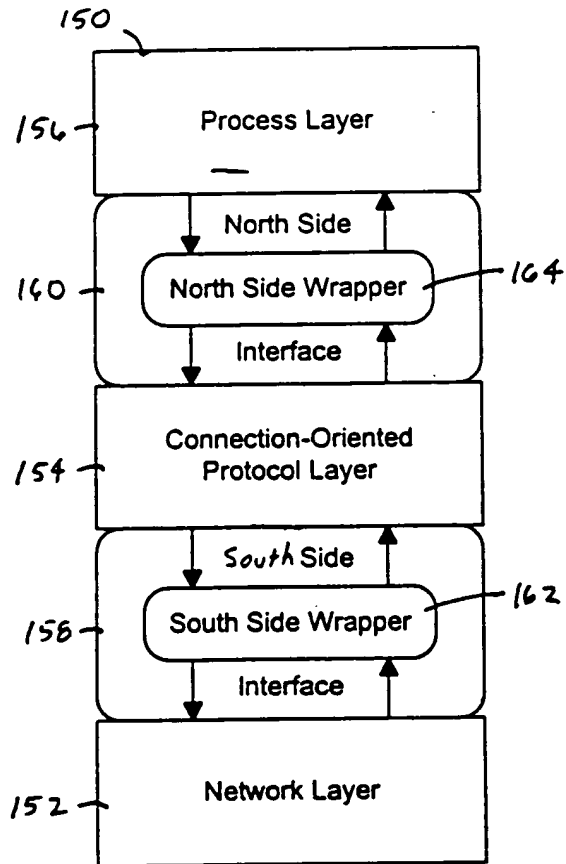 150
156
Process Layer
North Side
160
North Side Wrapper
164
Interface
154
Connection-Oriented
Protocol Layer
South Side
158
South Side Wrapper
162
Interface
152
Network Layer